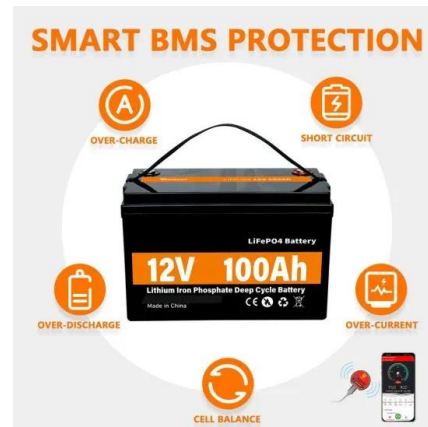 SMART BMS PROTECTION
A
OVER-CHARGE
SHORT CIRCUIT
LiFePO4 Battery
12V 100Ah
Lithium Iron Phosphate Deep Cycle Battery
Made in China
CE
OVER-DISCHARGE
OVER-CURRENT
CELL BALANCE